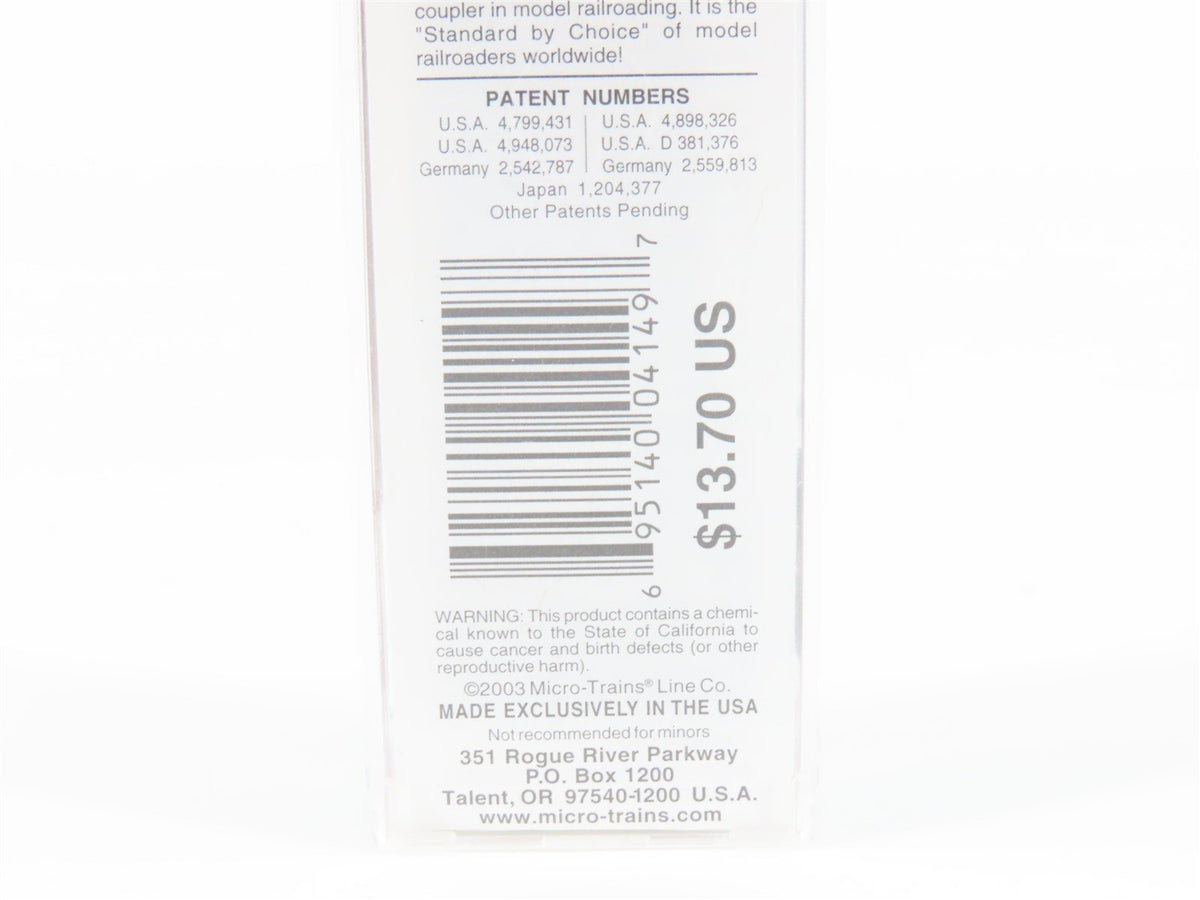 coupler in model railroading. It is the
"Standard by Choice" of model
railroaders worldwide!
PATENT NUMBERS
U.S.A. 4,799,431 U.S.A. 4,898,326
U.S.A. 4,948,073 U.S.A. D 381,376
Germany 2,542,787 Germany 2,559,813
Japan 1,204,377
Other Patents Pending
6 95140 04149 7
$13.70 US
WARNING: This product contains a chemi-
cal known to the State of California to
cause cancer and birth defects (or other
reproductive harm).
©2003 Micro-Trains® Line Co.
MADE EXCLUSIVELY IN THE USA
Not recommended for minors
351 Rogue River Parkway
P.O. Box 1200
Talent, OR 97540-1200 U.S.A.
www.micro-trains.com